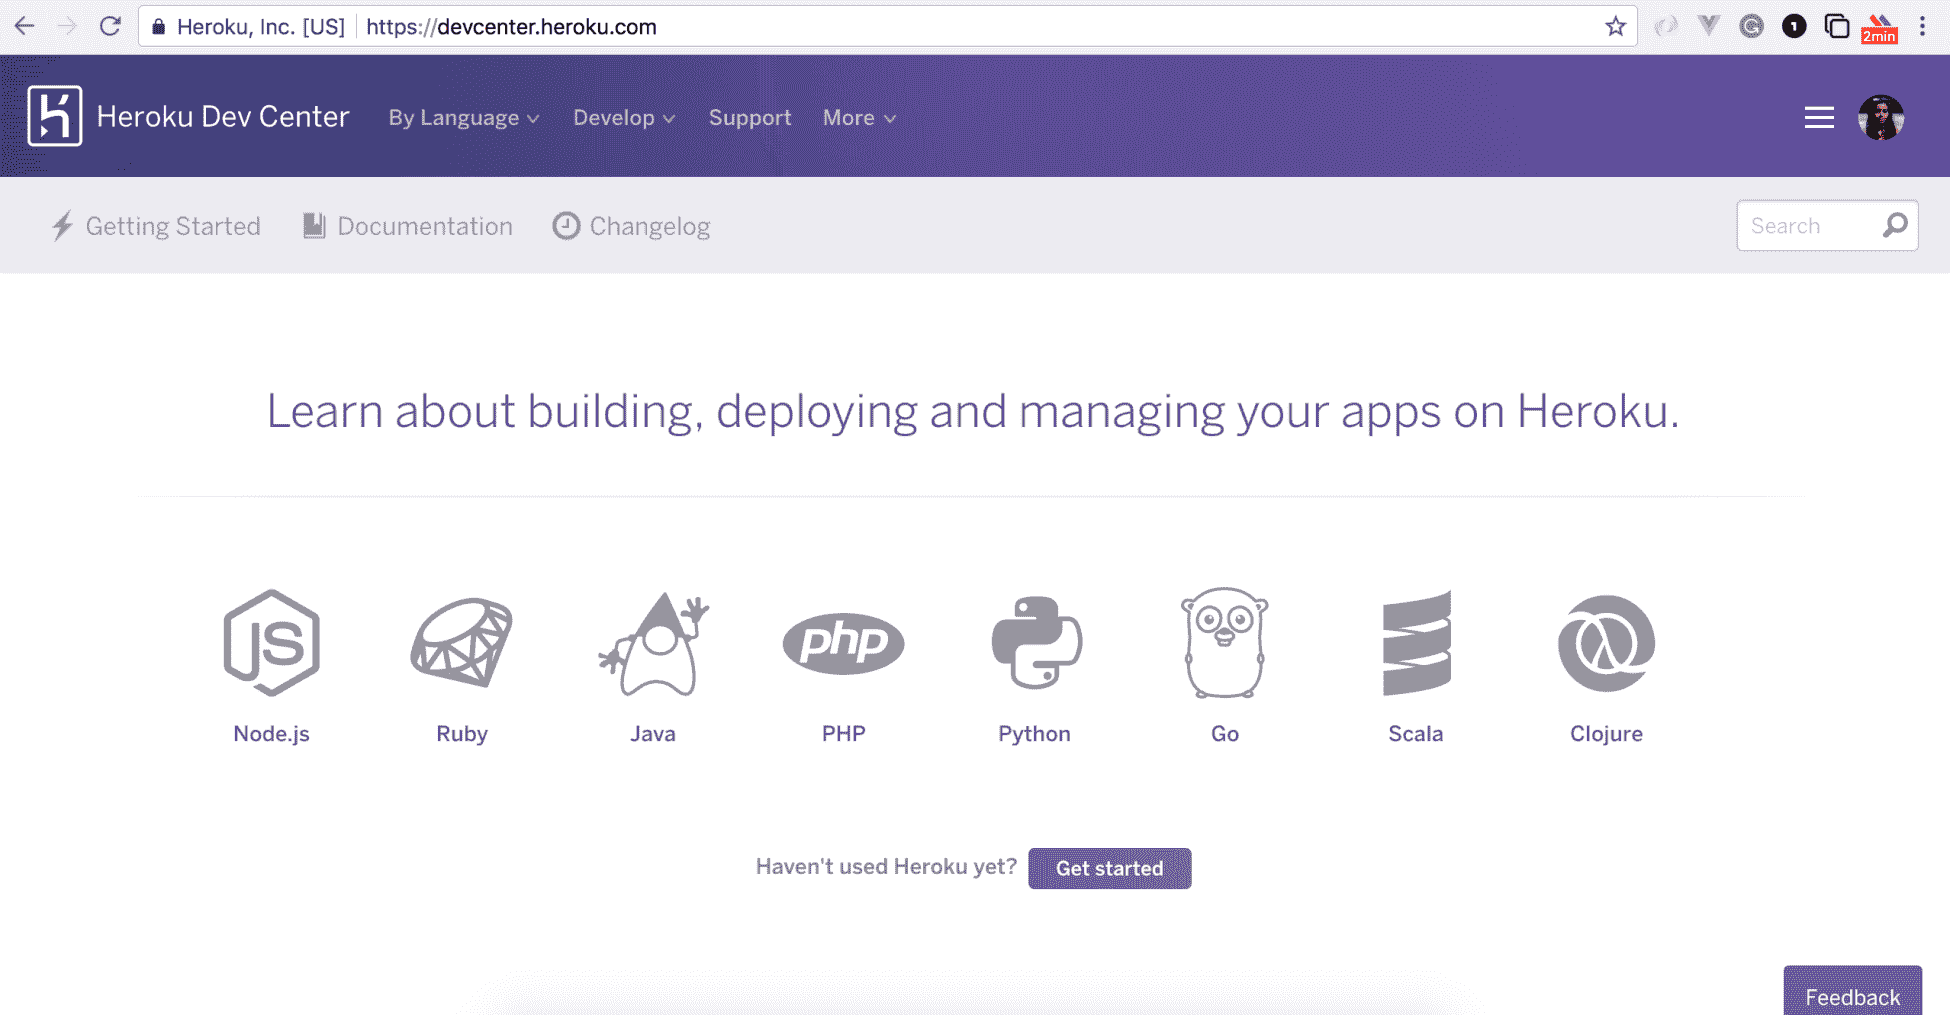 Heroku, Inc. [US] https://devcenter.heroku.com
1
2min
Heroku Dev Center By Language Develop Support More
Getting Started Documentation Changelog Search
Learn about building, deploying and managing your apps on Heroku.
JS php
Node.js Ruby Java PHP Python Go Scala Clojure
Haven't used Heroku yet? Get started
Feedback